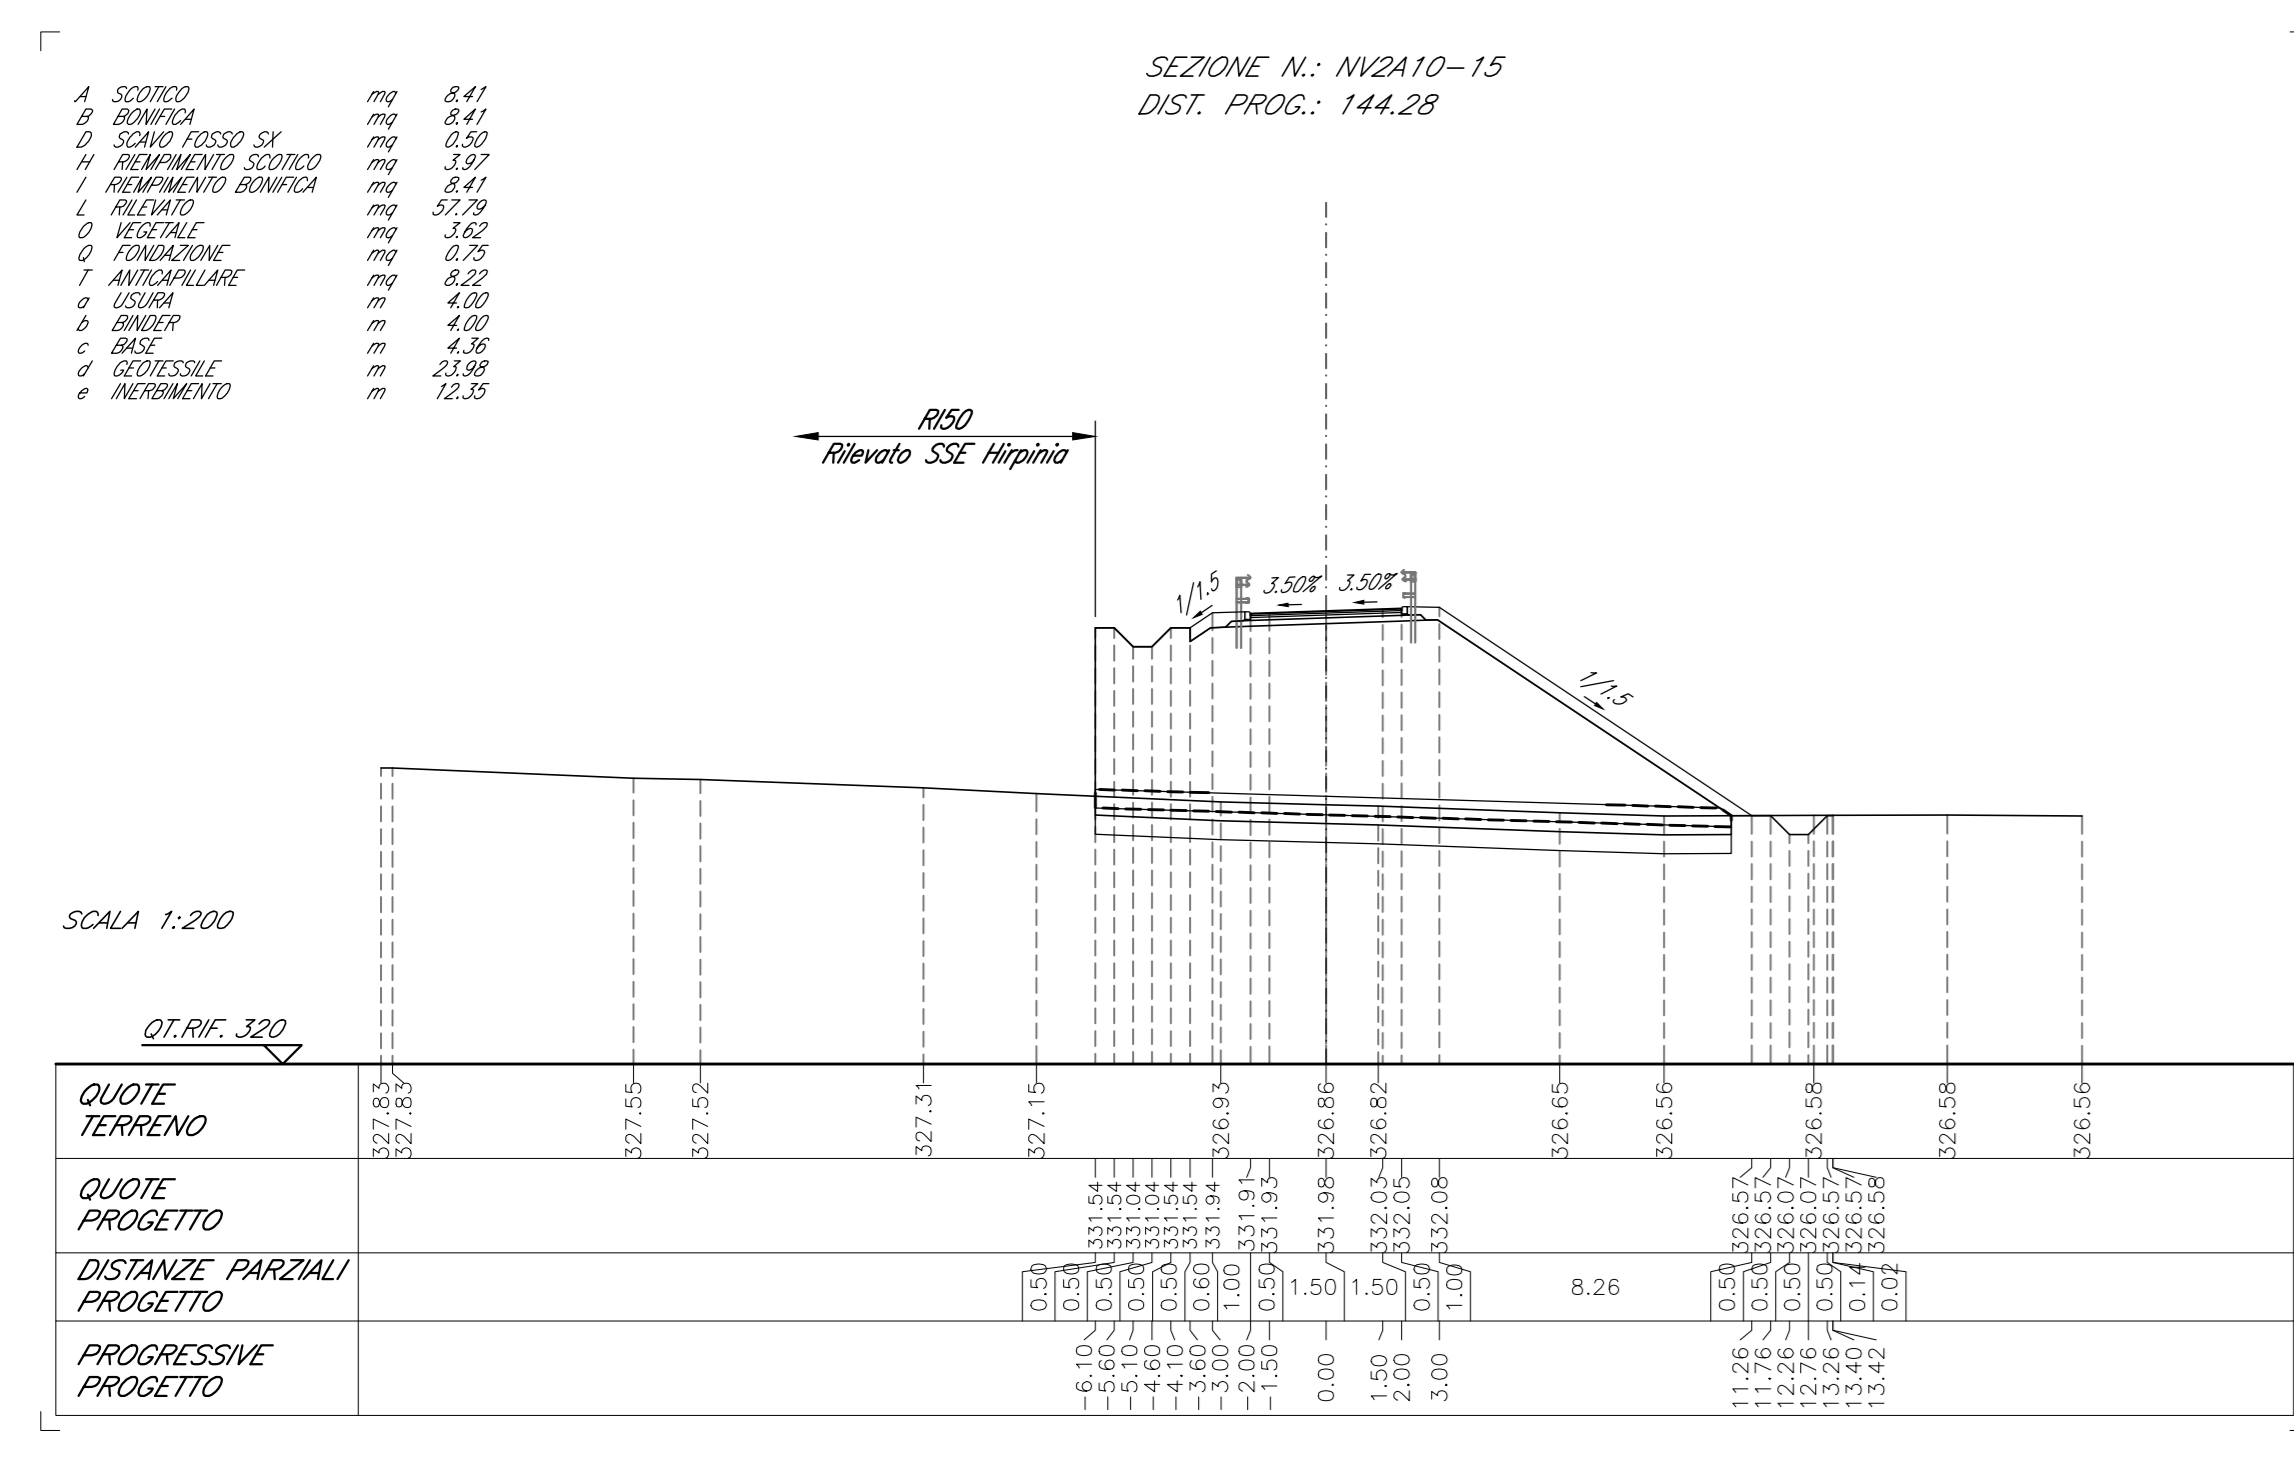 SEZIONE N.: NV2A10-15
DIST. PROG.: 144.28
A SCOTICO mq 8.41
B BONIFICA mq 8.41
D SCAVO FOSSO SX mq 0.50
H RIEMPIMENTO SCOTICO mq 3.97
I RIEMPIMENTO BONIFICA mq 8.41
L RILEVATO mq 57.79
O VEGETALE mq 3.62
Q FONDAZIONE mq 0.75
T ANTICAPILLARE mq 8.22
a USURA m 4.00
b BINDER m 4.00
c BASE m 4.36
d GEOTESSILE m 23.98
e INERBIMENTO m 12.35
RI50
Rilevato SSE Hirpinia
1/1.5
3.50% 3.50%
1/1.5
SCALA 1:200
QT.RIF. 320
QUOTE
TERRENO
327.83 327.83 327.55 327.52 327.31 327.15 326.93 326.86 326.82 326.65 326.56 326.58 326.58 326.56
QUOTE
PROGETTO
331.54 331.54 331.04 331.04 331.54 331.54 331.94 331.91 331.93 331.98 332.03 332.05 332.08 326.57 326.57 326.07 326.07 326.57 326.57 326.58
DISTANZE PARZIALI
PROGETTO
0.50 0.50 0.50 0.50 0.50 0.60 1.00 0.50 1.50 1.50 0.50 1.00 8.26 0.50 0.50 0.50 0.50 0.14 0.02
PROGRESSIVE
PROGETTO
-6.10 -5.60 -5.10 -4.60 -4.10 -3.60 -3.00 -2.00 -1.50 0.00 1.50 2.00 3.00 11.26 11.76 12.26 12.76 13.26 13.40 13.42